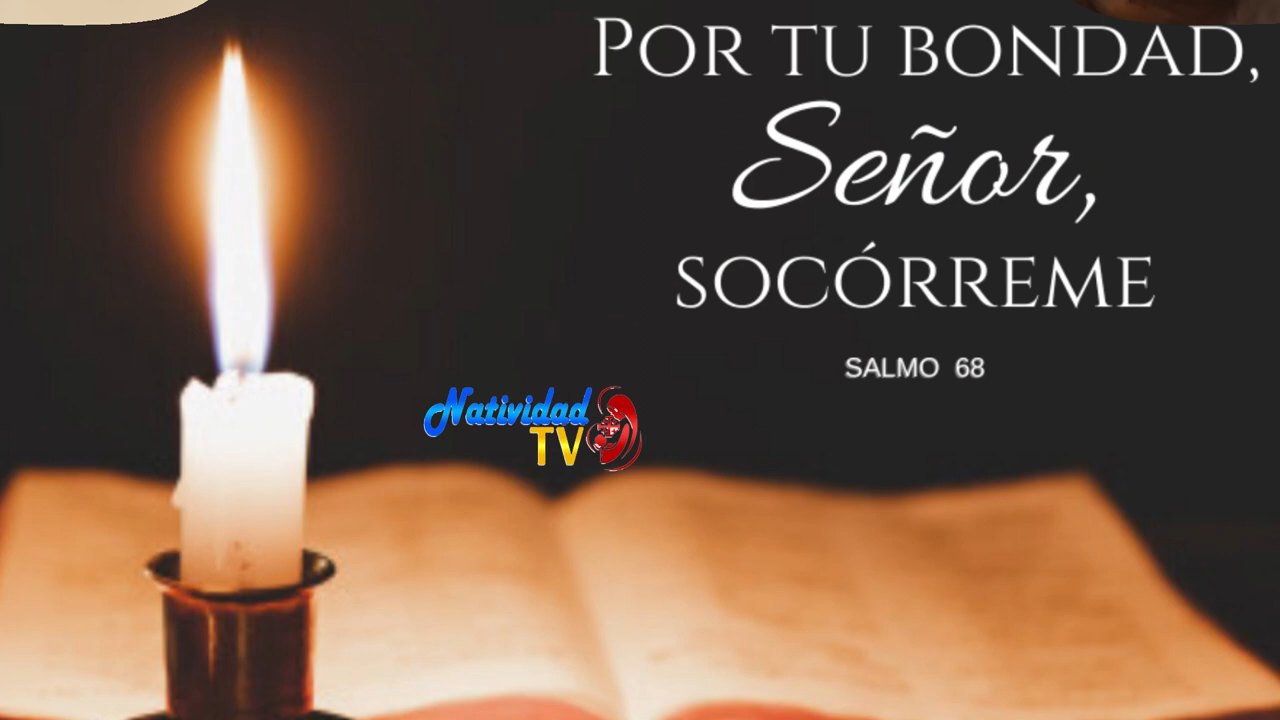 POR TU BONDAD,
Señor,
SOCÓRREME
SALMO 68
Natividad
TV